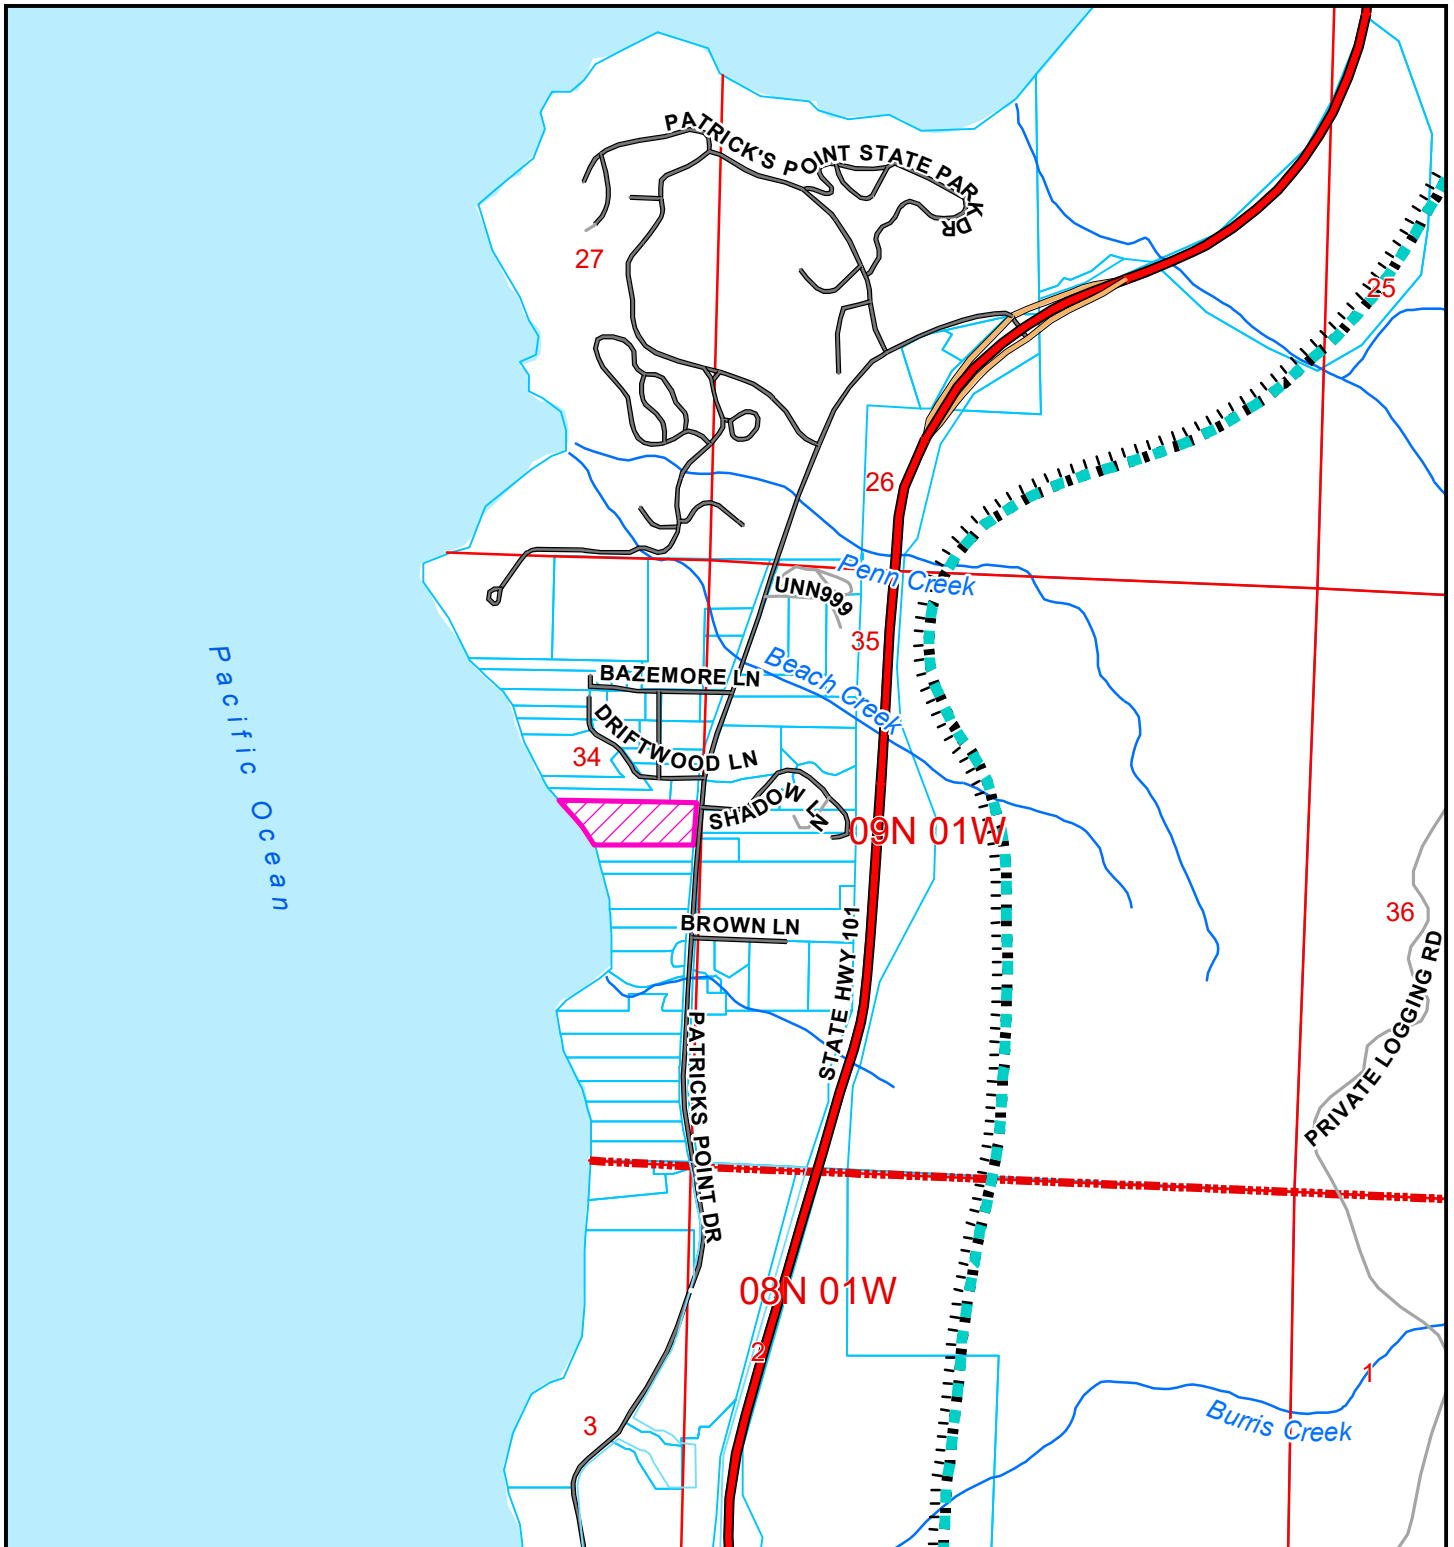 PATRICK'S POINT STATE PARK DR
27
25
26
Penn Creek
UNN999
35
Beach Creek
BAZEMORE LN
DRIFTWOOD LN
34
Pacific Ocean
SHADOW LN
09N 01W
36
BROWN LN
STATE HWY 101
PRIVATE LOGGING RD
PATRICKS POINT DR
08N 01W
2
1
Burris Creek
3